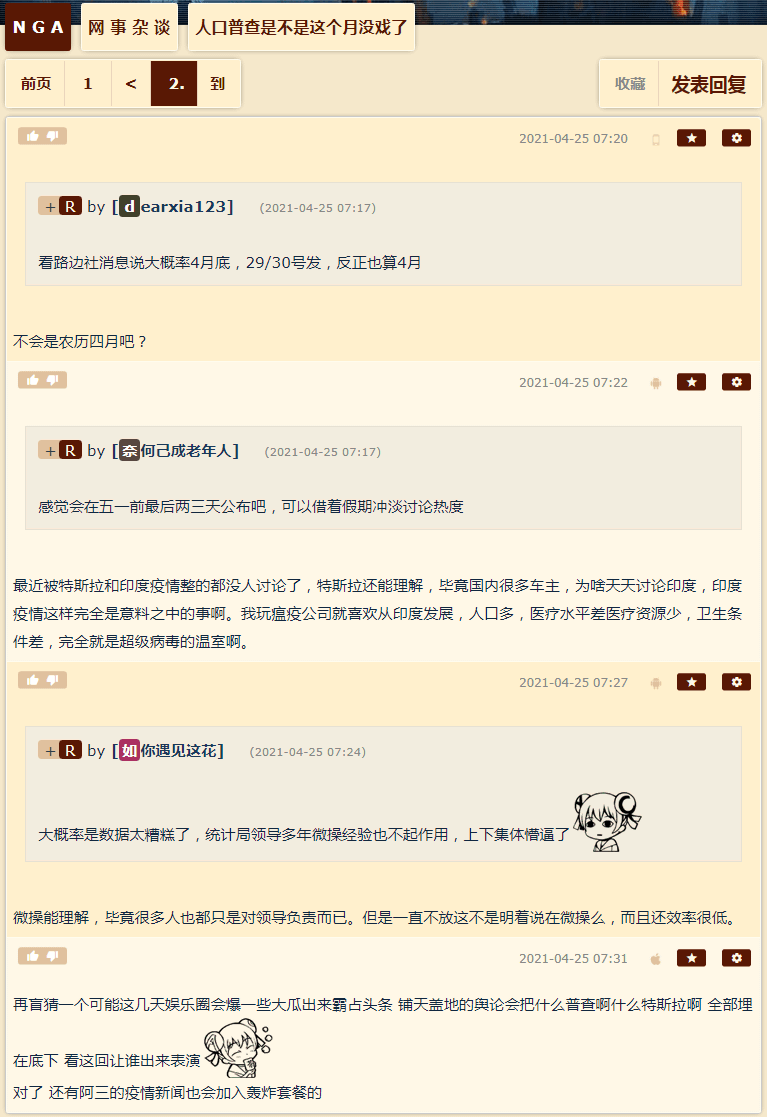 NGA 网事杂谈 人口普查是不是这个月没戏了
前页 1 < 2. 到 收藏 发表回复
2021-04-25 07:20
+ R by [dearxia123] (2021-04-25 07:17)
看路边社消息说大概率4月底，29/30号发，反正也算4月
不会是农历四月吧？
2021-04-25 07:22
+ R by [奈何己成老年人] (2021-04-25 07:17)
感觉会在五一前最后两三天公布吧，可以借着假期冲淡讨论热度
最近被特斯拉和印度疫情整的都没人讨论了，特斯拉还能理解，毕竟国内很多车主，为啥天天讨论印度，印度
疫情这样完全是意料之中的事啊。我玩瘟疫公司就喜欢从印度发展，人口多，医疗水平差医疗资源少，卫生条
件差，完全就是超级病毒的温室啊。
2021-04-25 07:27
+ R by [如你遇见这花] (2021-04-25 07:24)
大概率是数据太糟糕了，统计局领导多年微操经验也不起作用，上下集体懵逼了
微操能理解，毕竟很多人也都只是对领导负责而已。但是一直不放这不是明着说在微操么，而且还效率很低。
2021-04-25 07:31
再盲猜一个可能这几天娱乐圈会爆一些大瓜出来霸占头条 铺天盖地的舆论会把什么普查啊什么特斯拉啊 全部埋
在底下 看这回让谁出来表演
对了 还有阿三的疫情新闻也会加入轰炸套餐的